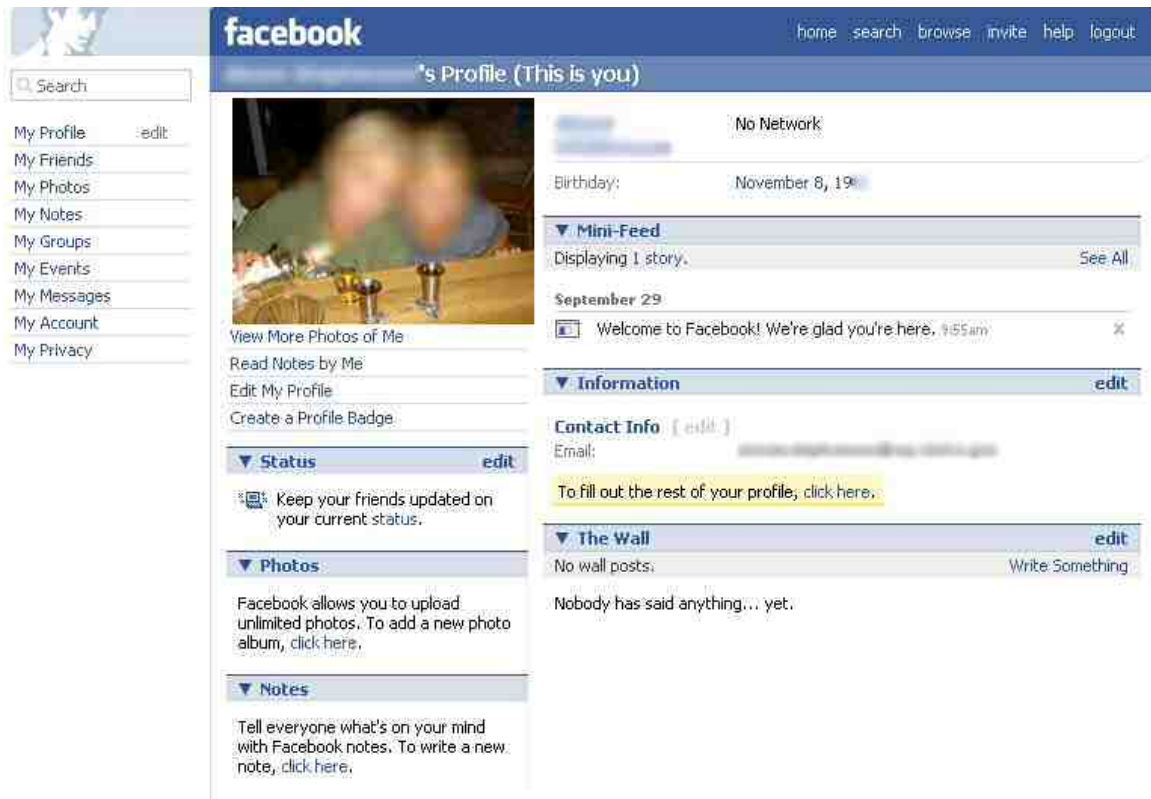 facebook
home search browse invite help logout
's Profile (This is you)
Search
My Profile edit
My Friends
My Photos
My Notes
My Groups
My Events
My Messages
My Account
My Privacy
View More Photos of Me
Read Notes by Me
Edit My Profile
Create a Profile Badge
▼ Status edit
Keep your friends updated on
your current status.
▼ Photos
Facebook allows you to upload
unlimited photos. To add a new photo
album, click here.
▼ Notes
Tell everyone what's on your mind
with Facebook notes. To write a new
note, click here.
No Network
Birthday: November 8, 19
▼ Mini-Feed
Displaying 1 story. See All
September 29
Welcome to Facebook! We're glad you're here. 9:55am X
▼ Information edit
Contact Info [ edit ]
Email:
To fill out the rest of your profile, click here.
▼ The Wall edit
No wall posts. Write Something
Nobody has said anything... yet.